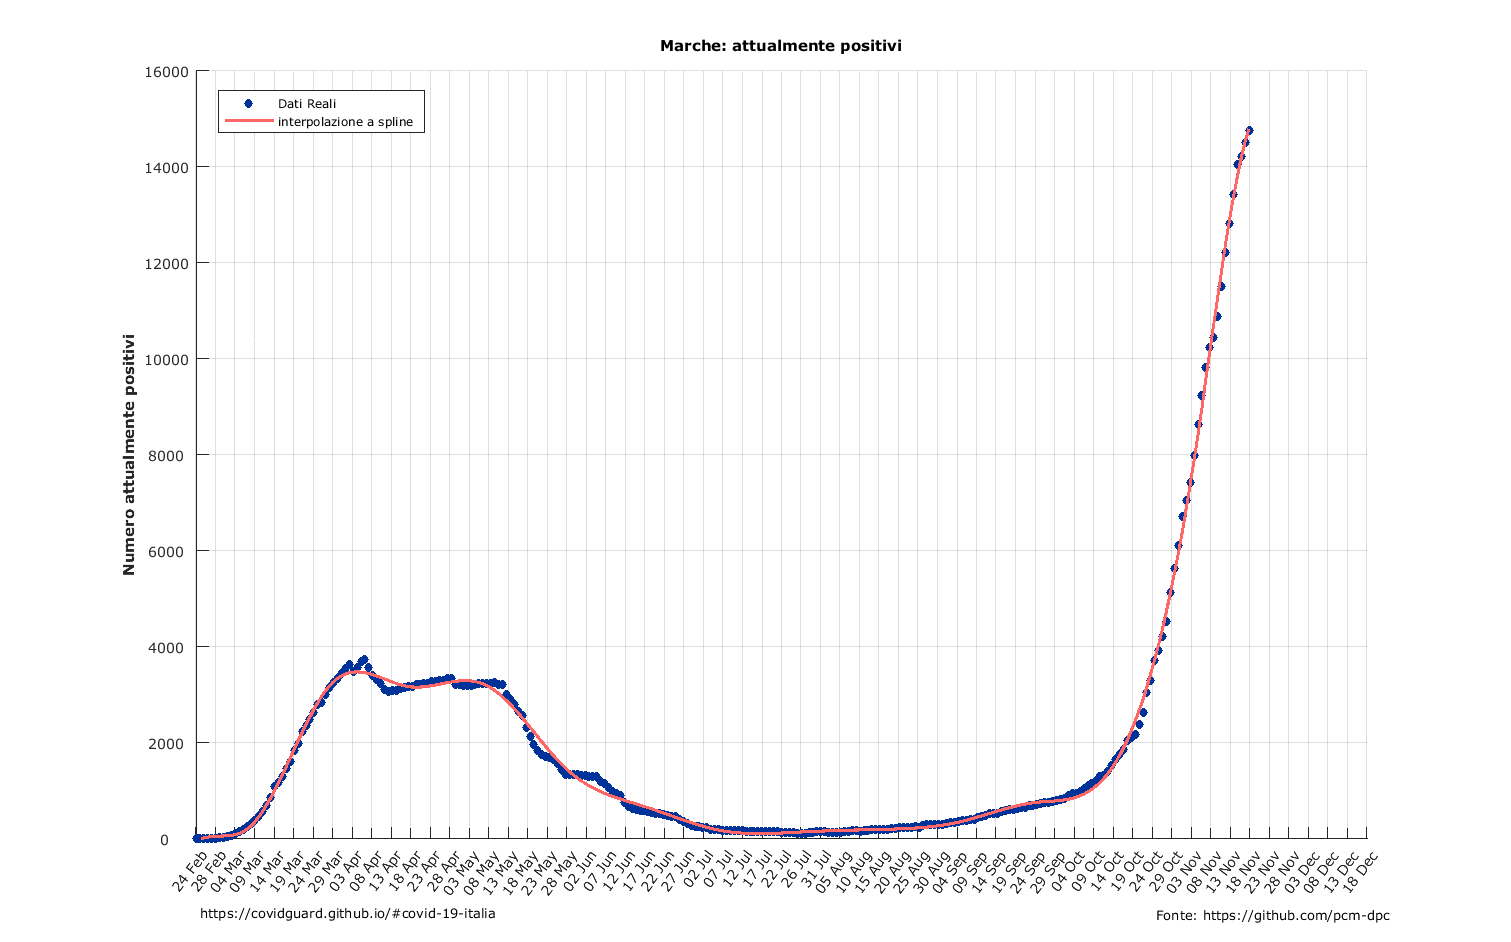 Marche: attualmente positivi
Dati Reali
interpolazione a spline
Numero attualmente positivi
16000
14000
12000
10000
8000
6000
4000
2000
0
24 Feb
28 Feb
04 Mar
09 Mar
14 Mar
19 Mar
24 Mar
29 Mar
03 Apr
08 Apr
13 Apr
18 Apr
23 Apr
28 Apr
03 May
08 May
13 May
18 May
23 May
28 May
02 Jun
07 Jun
12 Jun
17 Jun
22 Jun
27 Jun
02 Jul
07 Jul
12 Jul
17 Jul
22 Jul
26 Jul
31 Jul
05 Aug
10 Aug
15 Aug
20 Aug
25 Aug
30 Aug
04 Sep
09 Sep
14 Sep
19 Sep
24 Sep
29 Sep
04 Oct
09 Oct
14 Oct
19 Oct
24 Oct
29 Oct
03 Nov
08 Nov
13 Nov
18 Nov
23 Nov
28 Nov
03 Dec
08 Dec
13 Dec
18 Dec
https://covidguard.github.io/#covid-19-italia
Fonte: https://github.com/pcm-dpc